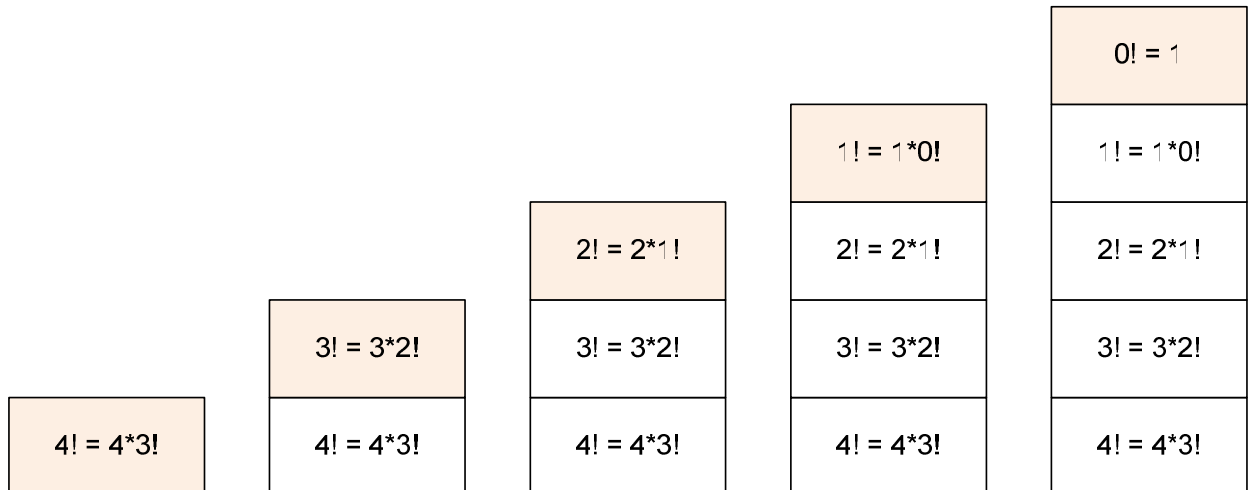 0! = 1
1! = 1*0!
1! = 1*0!
2! = 2*1!
2! = 2*1!
2! = 2*1!
3! = 3*2!
3! = 3*2!
3! = 3*2!
3! = 3*2!
4! = 4*3!
4! = 4*3!
4! = 4*3!
4! = 4*3!
4! = 4*3!